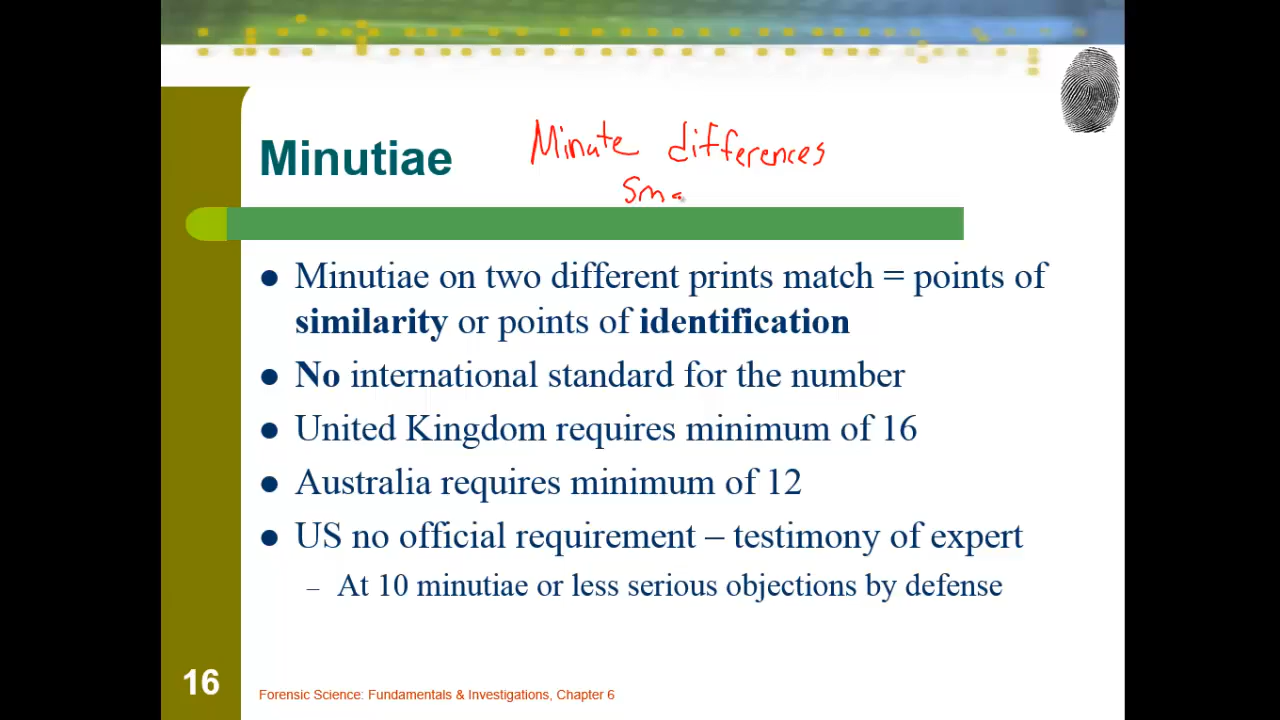 Minutiae
Minute differences
sma
• Minutiae on two different prints match = points of
similarity or points of identification
• No international standard for the number
• United Kingdom requires minimum of 16
• Australia requires minimum of 12
• US no official requirement – testimony of expert
– At 10 minutiae or less serious objections by defense
16
Forensic Science: Fundamentals & Investigations, Chapter 6